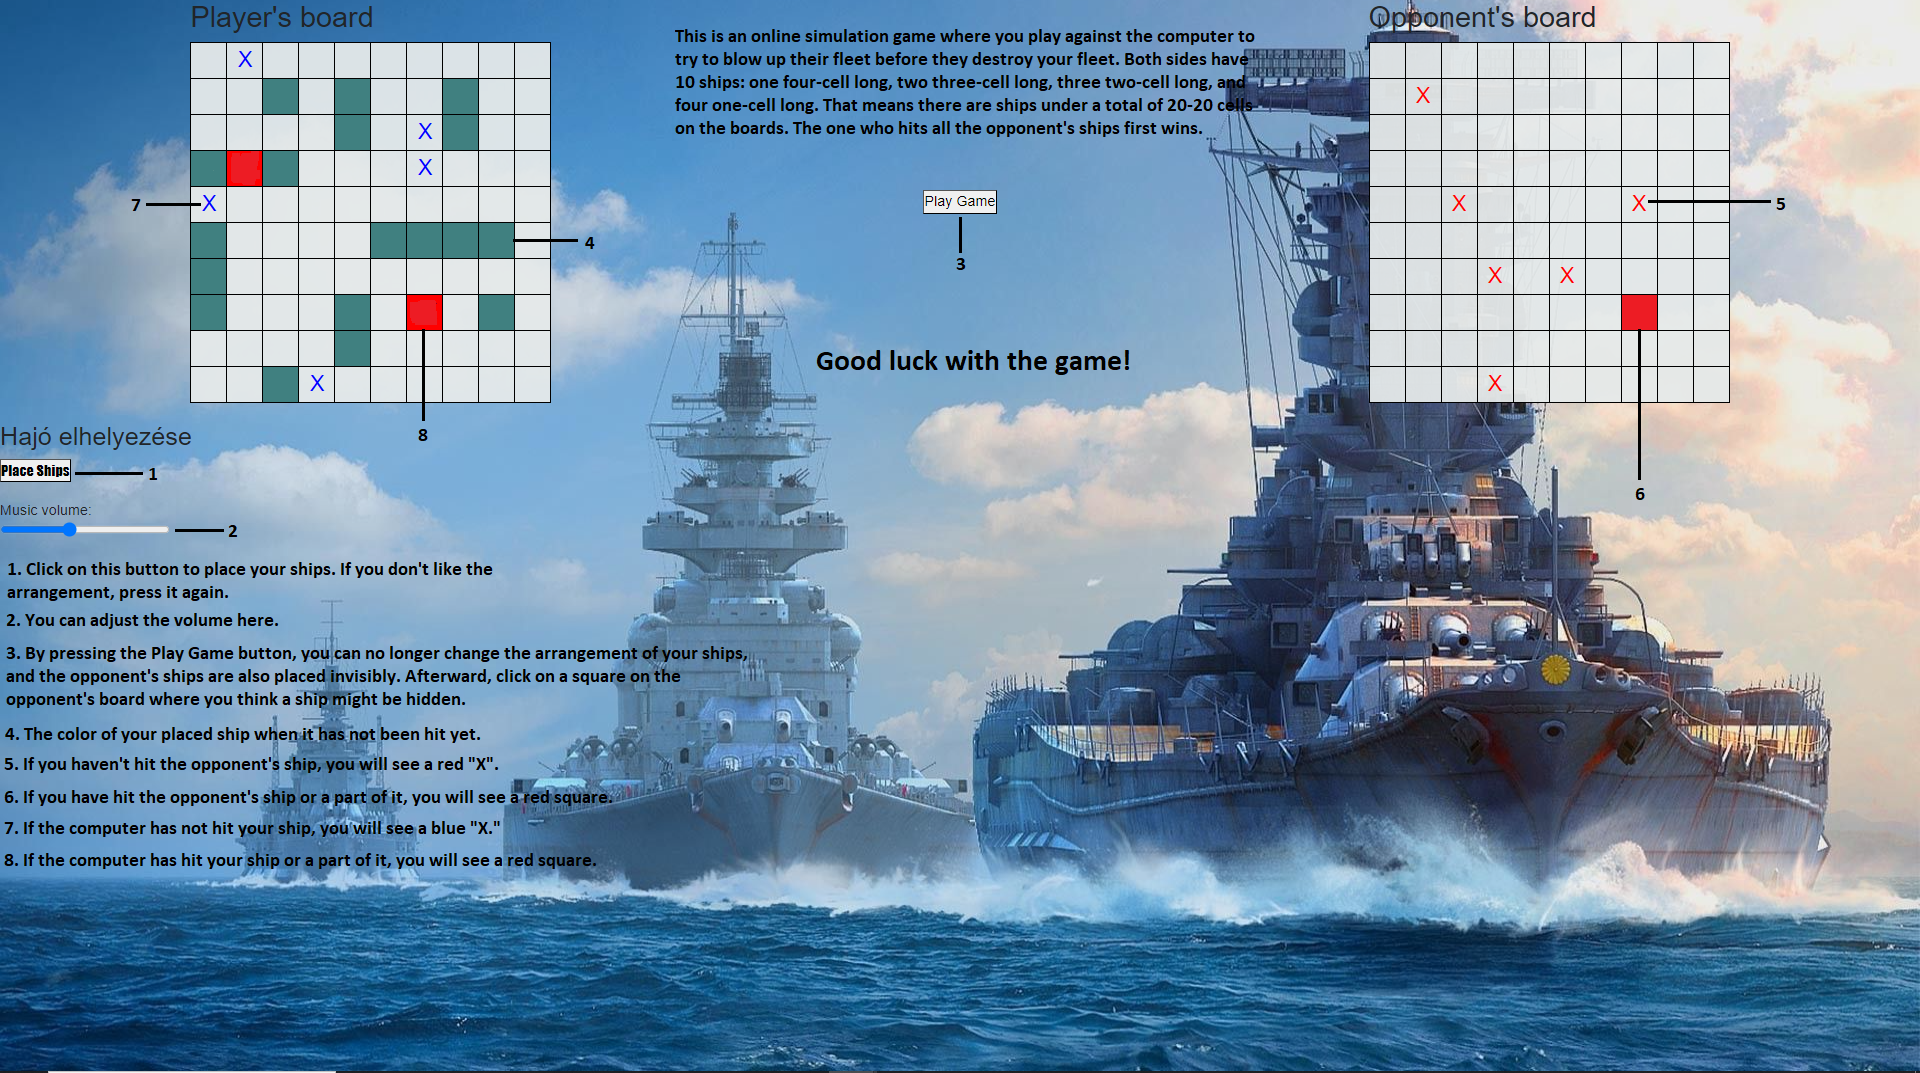 Player's board
Opponent's board
This is an online simulation game where you play against the computer to
try to blow up their fleet before they destroy your fleet. Both sides have
10 ships: one four-cell long, two three-cell long, three two-cell long, and
four one-cell long. That means there are ships under a total of 20-20 cells
on the boards. The one who hits all the opponent's ships first wins.
X
X
X
X
X
X
X
X
X
X
X
7
4
8
5
6
Play Game
3
Good luck with the game!
Hajó elhelyezése
Place Ships
1
Music volume:
2
1. Click on this button to place your ships. If you don't like the
arrangement, press it again.
2. You can adjust the volume here.
3. By pressing the Play Game button, you can no longer change the arrangement of your ships,
and the opponent's ships are also placed invisibly. Afterward, click on a square on the
opponent's board where you think a ship might be hidden.
4. The color of your placed ship when it has not been hit yet.
5. If you haven't hit the opponent's ship, you will see a red "X".
6. If you have hit the opponent's ship or a part of it, you will see a red square.
7. If the computer has not hit your ship, you will see a blue "X."
8. If the computer has hit your ship or a part of it, you will see a red square.